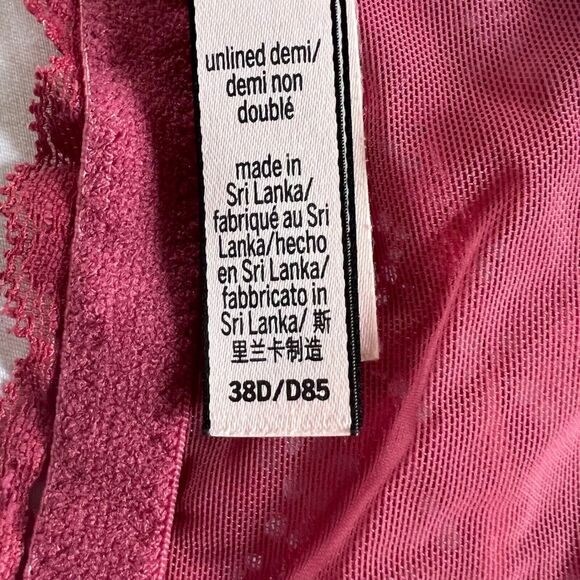 unlined demi/
demi non
doublé
made in
Sri Lanka/
fabriqué au Sri
Lanka/hecho
en Sri Lanka/
fabbricato in
Sri Lanka/ 斯
里兰卡制造
38D/D85